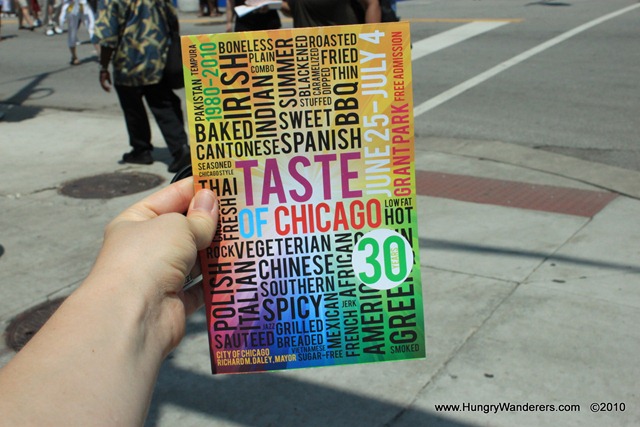 PAKISTAN TEMPURA
1980-2010
BONELESS
PLAIN
COMBO
IRISH
INDIAN
SUMMER
BLACKENED
ROASTED
CARAMELIZED
DIPPED
FRIED
THIN
STUFFED
BBQ
JUNE 25-JULY 4
FREE ADMISSION
GRANT PARK
BAKED
SWEET
CANTONESE
SPANISH
SEASONED
CHICAGO STYLE
THAI
TASTE
OF CHICAGO
FRESH
LOW FAT
HOT
ROCK
VEGETERIAN
30
YEARS
POLISH
ITALIAN
CHINESE
SOUTHERN
SPICY
AFRICAN
JERK
MEXICAN
FRENCH
GREEK
JAZZ
GRILLED
SAUTEED
BREADED
VIETNAMESE
SUGAR-FREE
SMOKED
CITY OF CHICAGO
RICHARD M. DALEY, MAYOR
www.HungryWanderers.com ©2010